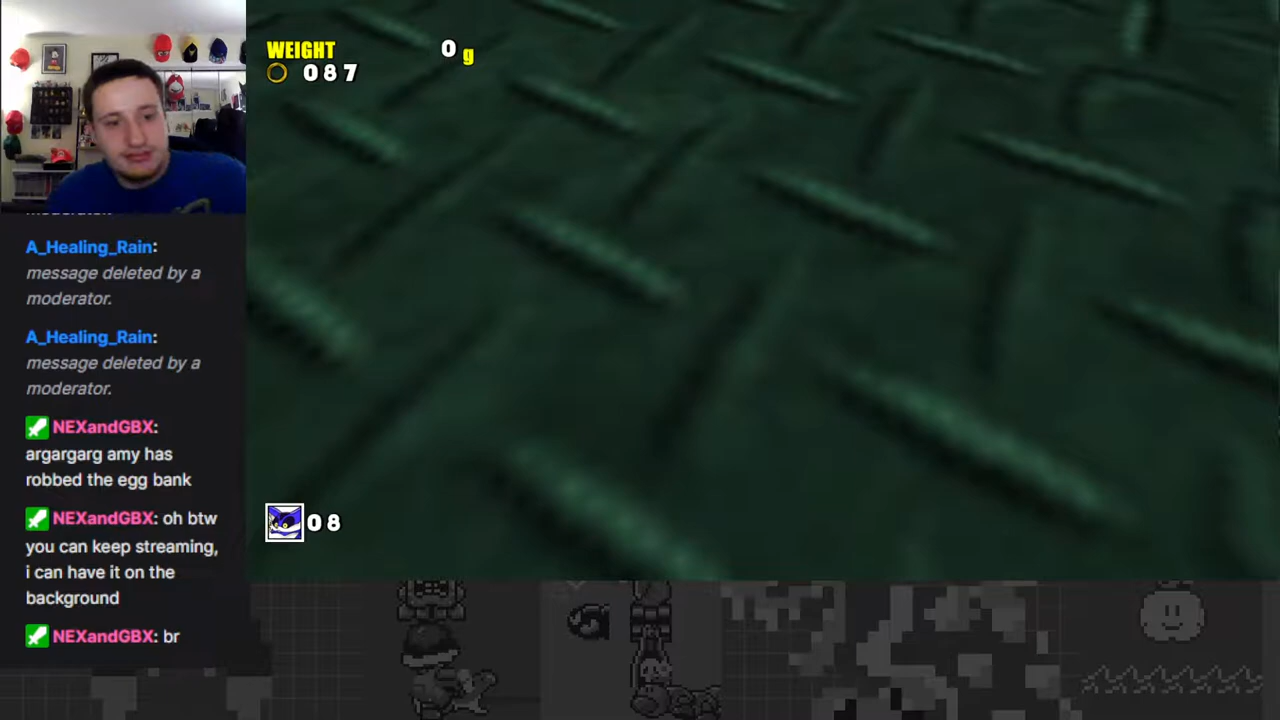 WEIGHT 0 g
087
moderator.
A_Healing_Rain:
message deleted by a
moderator.
A_Healing_Rain:
message deleted by a
moderator.
NEXandGBX:
argargarg amy has
robbed the egg bank
NEXandGBX: oh btw
you can keep streaming,
i can have it on the
background
NEXandGBX: br
08